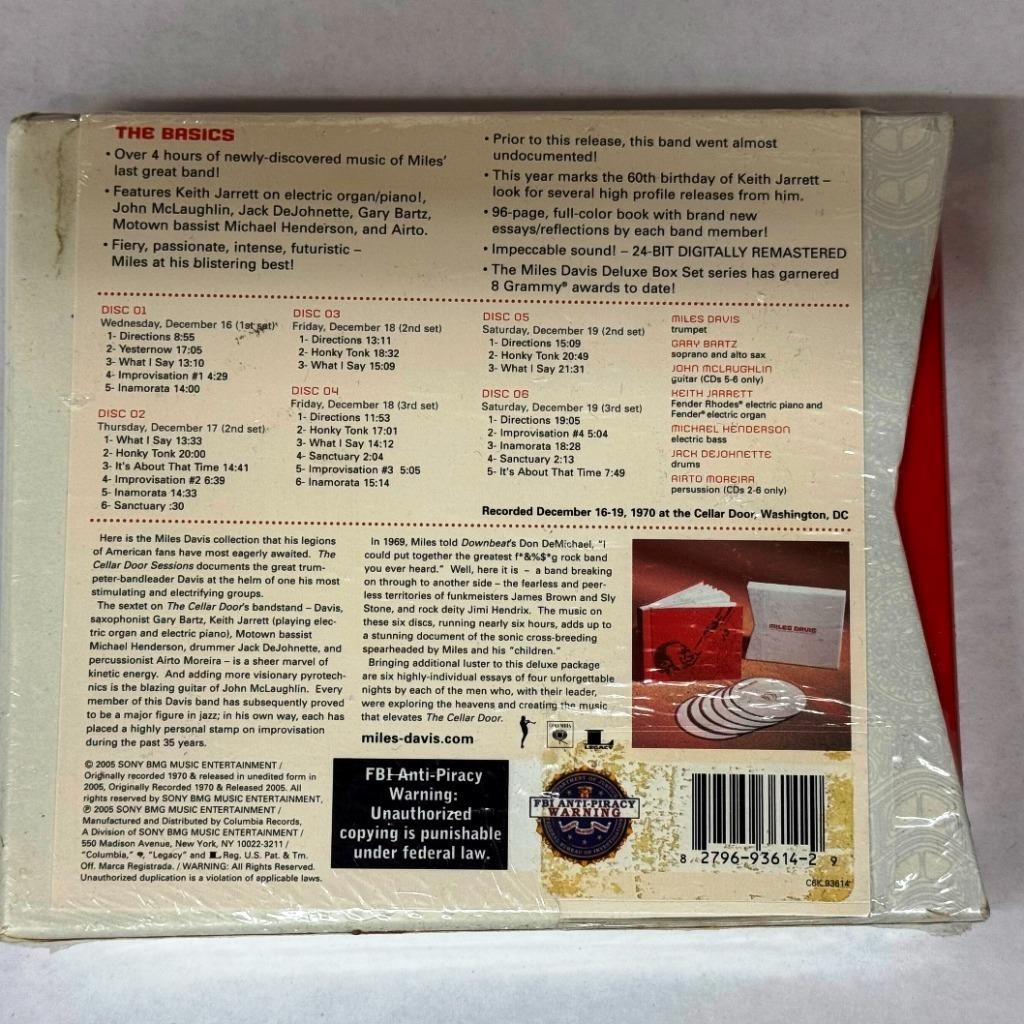 THE BASICS
• Over 4 hours of newly-discovered music of Miles'
last great band!
• Features Keith Jarrett on electric organ/piano!,
John McLaughlin, Jack DeJohnette, Gary Bartz,
Motown bassist Michael Henderson, and Airto.
• Fiery, passionate, intense, futuristic –
Miles at his blistering best!
• Prior to this release, this band went almost
undocumented!
• This year marks the 60th birthday of Keith Jarrett –
look for several high profile releases from him.
• 96-page, full-color book with brand new
essays/reflections by each band member!
• Impeccable sound! – 24-BIT DIGITALLY REMASTERED
• The Miles Davis Deluxe Box Set series has garnered
8 Grammy® awards to date!
DISC 01
Wednesday, December 16 (1st set)
1- Directions 8:55
2- Yesternow 17:05
3- What I Say 13:10
4- Improvisation #1 4:29
5- Inamorata 14:00
DISC 02
Thursday, December 17 (2nd set)
1- What I Say 13:33
2- Honky Tonk 20:00
3- It's About That Time 14:41
4- Improvisation #2 6:39
5- Inamorata 14:33
6- Sanctuary :30
DISC 03
Friday, December 18 (2nd set)
1- Directions 13:11
2- Honky Tonk 18:32
3- What I Say 15:09
DISC 04
Friday, December 18 (3rd set)
1- Directions 11:53
2- Honky Tonk 17:01
3- What I Say 14:12
4- Sanctuary 2:04
5- Improvisation #3 5:05
6- Inamorata 15:14
DISC 05
Saturday, December 19 (2nd set)
1- Directions 15:09
2- Honky Tonk 20:49
3- What I Say 21:31
DISC 06
Saturday, December 19 (3rd set)
1- Directions 19:05
2- Improvisation #4 5:04
3- Inamorata 18:28
4- Sanctuary 2:13
5- It's About That Time 7:49
MILES DAVIS
trumpet
GARY BARTZ
soprano and alto sax
JOHN MCLAUGHLIN
guitar (CDs 5-6 only)
KEITH JARRETT
Fender Rhodes® electric piano and
Fender® electric organ
MICHAEL HENDERSON
electric bass
JACK DEJOHNETTE
drums
AIRTO MOREIRA
persussion (CDs 2-6 only)
Recorded December 16-19, 1970 at the Cellar Door, Washington, DC
Here is the Miles Davis collection that his legions
of American fans have most eagerly awaited. The
Cellar Door Sessions documents the great trum-
peter-bandleader Davis at the helm of one his most
stimulating and electrifying groups.
The sextet on The Cellar Door's bandstand – Davis,
saxophonist Gary Bartz, Keith Jarrett (playing elec-
tric organ and electric piano), Motown bassist
Michael Henderson, drummer Jack DeJohnette, and
percussionist Airto Moreira – is a sheer marvel of
kinetic energy. And adding more visionary pyrotech-
nics is the blazing guitar of John McLaughlin. Every
member of this Davis band has subsequently proved
to be a major figure in jazz; in his own way, each has
placed a highly personal stamp on improvisation
during the past 35 years.
In 1969, Miles told Downbeat's Don DeMichael, "I
could put together the greatest f*&%$*g rock band
you ever heard." Well, here it is – a band breaking
on through to another side – the fearless and peer-
less territories of funkmeisters James Brown and Sly
Stone, and rock deity Jimi Hendrix. The music on
these six discs, running nearly six hours, adds up to
a stunning document of the sonic cross-breeding
spearheaded by Miles and his "children."
Bringing additional luster to this deluxe package
are six highly-individual essays of four unforgettable
nights by each of the men who, with their leader,
were exploring the heavens and creating the music
that elevates The Cellar Door.
miles-davis.com
COLUMBIA
LEGACY
MILES DAVIS
© 2005 SONY BMG MUSIC ENTERTAINMENT /
Originally recorded 1970 & released in unedited form in
2005, Originally Recorded 1970 & Released 2005. All
rights reserved by SONY BMG MUSIC ENTERTAINMENT,
℗ 2005 SONY BMG MUSIC ENTERTAINMENT /
Manufactured and Distributed by Columbia Records,
A Division of SONY BMG MUSIC ENTERTAINMENT /
550 Madison Avenue, New York, NY 10022-3211 /
"Columbia," "Legacy" and L Reg. U.S. Pat. & Tm.
Off. Marca Registrada. / WARNING: All Rights Reserved.
Unauthorized duplication is a violation of applicable laws.
FBI Anti-Piracy
Warning:
Unauthorized
copying is punishable
under federal law.
FBI ANTI-PIRACY
WARNING
8 2796-93614-2 9
C6K 93614